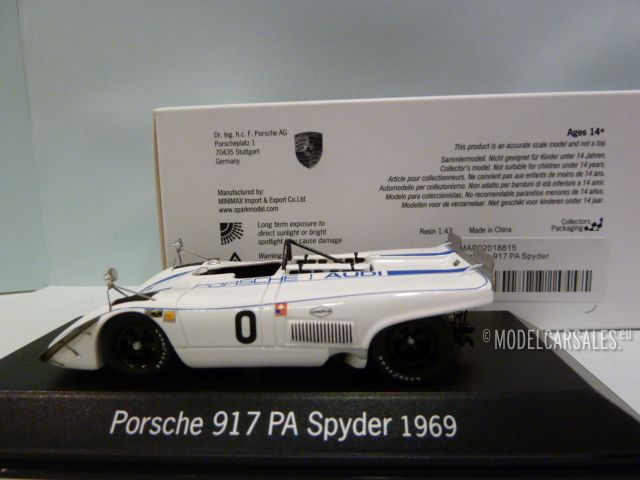 Dr. Ing. h.c. F. Porsche AG
Porscheplatz 1
70435 Stuttgart
Germany
Manufactured by:
MINIMAX Import & Export Co Ltd
www.sparkmodel.com
Long term exposure to
direct sunlight or bright
spotlight may cause damage
Warning
Ages 14+
This product is an accurate scale model and not a toy.
Sammlermodell. Nicht geeignet für Kinder unter 14 Jahren.
Collector's model. Not suitable for children under 14 years.
Article pour collectionneurs. Ne convient pas aux enfants de moins de 14 ans.
Automodello per collezionismo. Non adatto per bambini di età inferiore a 14 anni.
Modelo para coleccionistas. No recomendable para niños menores de 14 años.
Modellen voor de verzamelaar. Niet geschikt voor kinderen onder 14 jaar.
Resin 1:43
Made in China
Collectors
Packaging
MAP02018815
917 PA Spyder
PORSCHE AUDI
0
©MODELCARSALES.eu
Porsche 917 PA Spyder 1969